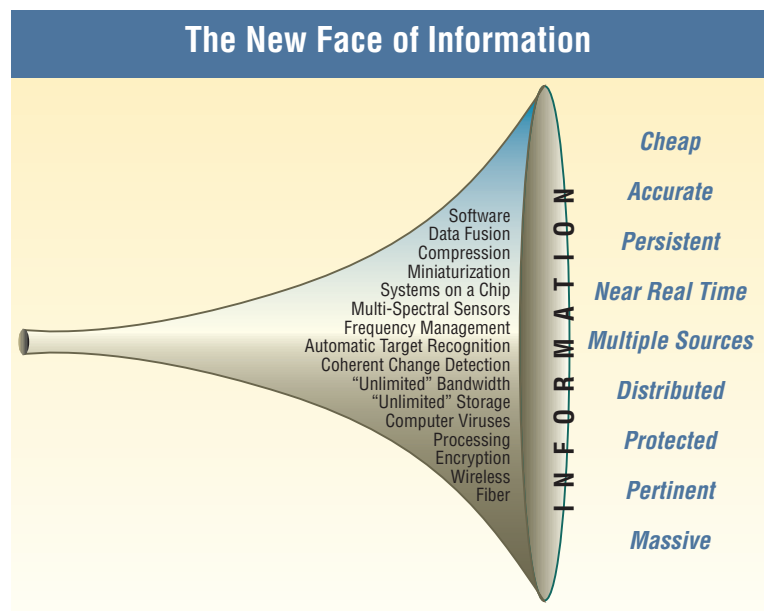 The New Face of Information
Software
Data Fusion
Compression
Miniaturization
Systems on a Chip
Multi-Spectral Sensors
Frequency Management
Automatic Target Recognition
Coherent Change Detection
“Unlimited” Bandwidth
“Unlimited” Storage
Computer Viruses
Processing
Encryption
Wireless
Fiber
INFORMATION
Cheap
Accurate
Persistent
Near Real Time
Multiple Sources
Distributed
Protected
Pertinent
Massive